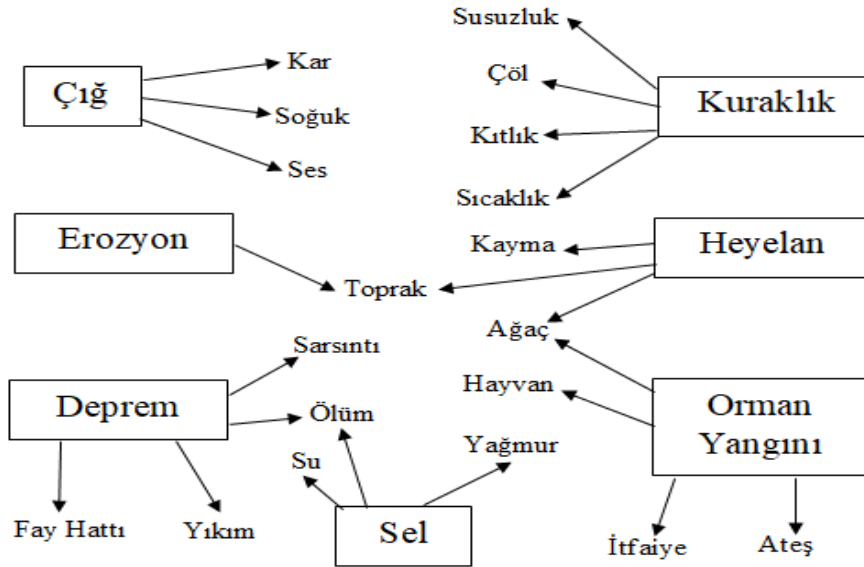 Susuzluk
Kar
Çığ
Çöl
Kuraklık
Soğuk
Kıtlık
Ses
Sıcaklık
Erozyon
Kayma
Heyelan
Toprak
Ağaç
Sarsıntı
Hayvan
Deprem
Ölüm
Orman
Yangını
Yağmur
Su
Fay Hattı
Yıkım
Sel
İtfaiye
Ateş